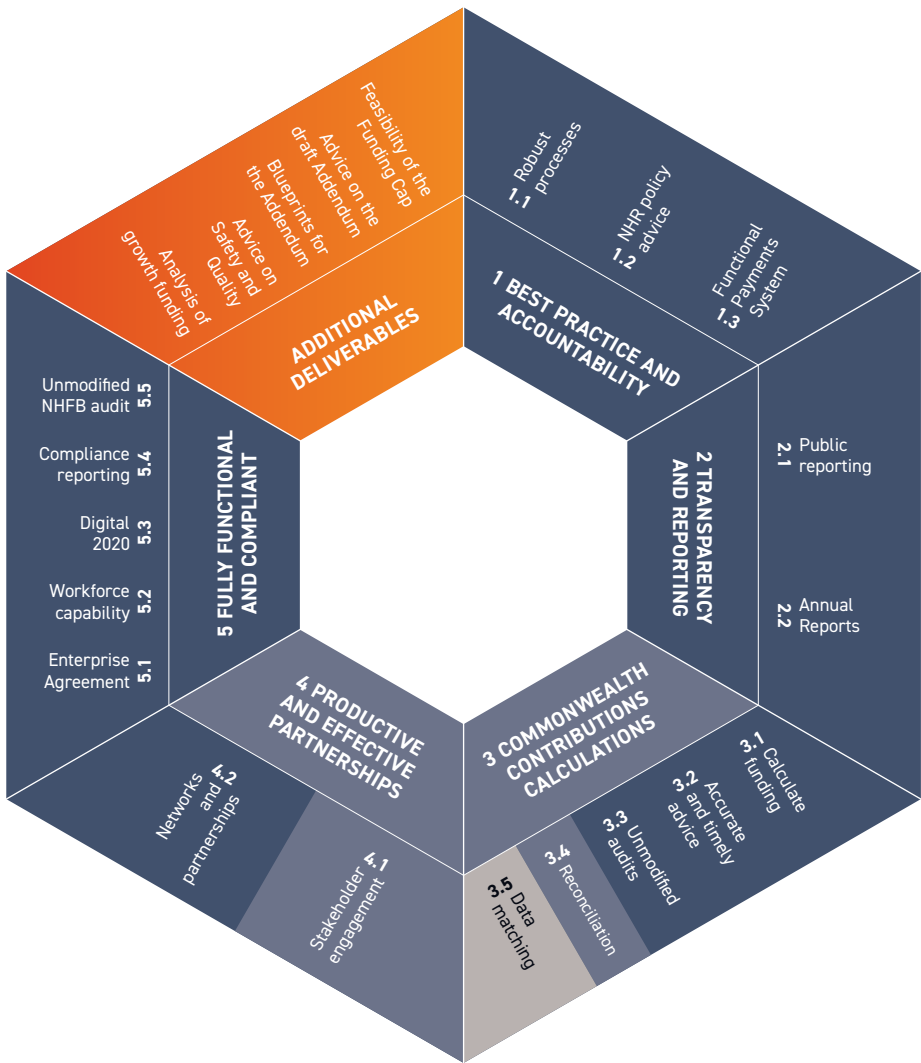 ADDITIONAL
DELIVERABLES
Feasibility of the
Funding Cap
Advice on the
draft Addendum
Blueprints for
the Addendum
Advice on
Safety and
Quality
Analysis of
growth funding
1 BEST PRACTICE AND
ACCOUNTABILITY
1.1 Robust
processes
1.2 NHR policy
advice
1.3 Functional
Payments
System
2 TRANSPARENCY
AND REPORTING
2.1 Public
reporting
2.2 Annual
Reports
3 COMMONWEALTH
CONTRIBUTIONS
CALCULATIONS
3.1 Calculate
funding
3.2 Accurate
and timely
advice
3.3 Unmodified
audits
3.4 Reconciliation
3.5 Data
matching
4 PRODUCTIVE
AND EFFECTIVE
PARTNERSHIPS
4.1 Stakeholder
engagement
4.2 Networks
and
partnerships
5 FULLY FUNCTIONAL
AND COMPLIANT
5.5 Unmodified
NHFB audit
5.4 Compliance
reporting
5.3 Digital
2020
5.2 Workforce
capability
5.1 Enterprise
Agreement